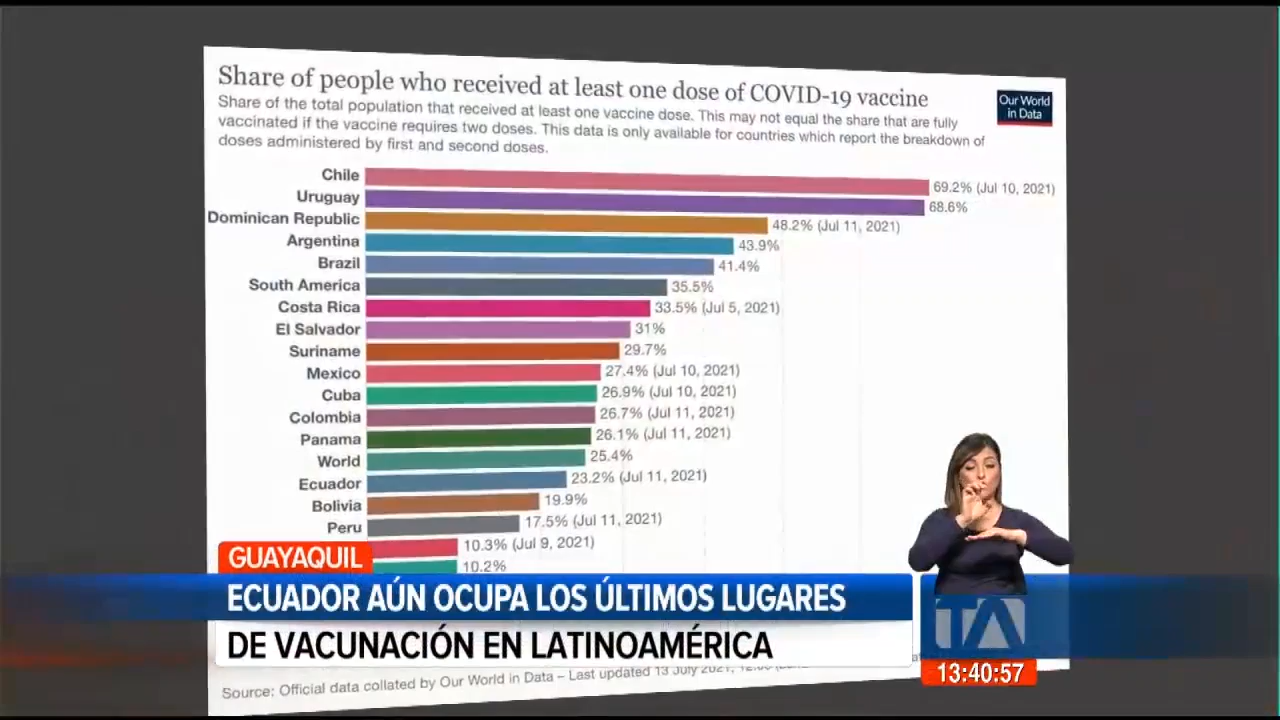 Share of people who received at least one dose of COVID-19 vaccine
Share of the total population that received at least one vaccine dose. This may not equal the share that are fully
vaccinated if the vaccine requires two doses. This data is only available for countries which report the breakdown of
doses administered by first and second doses.
Our World
in Data
Chile 69.2% (Jul 10, 2021)
Uruguay 68.6%
Dominican Republic 48.2% (Jul 11, 2021)
Argentina 43.9%
Brazil 41.4%
South America 35.5%
Costa Rica 33.5% (Jul 5, 2021)
El Salvador 31%
Suriname 29.7%
Mexico 27.4% (Jul 10, 2021)
Cuba 26.9% (Jul 10, 2021)
Colombia 26.7% (Jul 11, 2021)
Panama 26.1% (Jul 11, 2021)
World 25.4%
Ecuador 23.2% (Jul 11, 2021)
Bolivia 19.9%
Peru 17.5% (Jul 11, 2021)
10.3% (Jul 9, 2021)
10.2%
GUAYAQUIL
ECUADOR AÚN OCUPA LOS ÚLTIMOS LUGARES
DE VACUNACIÓN EN LATINOAMÉRICA
TA
13:40:57
Source: Official data collated by Our World in Data – Last updated 13 July 2021,